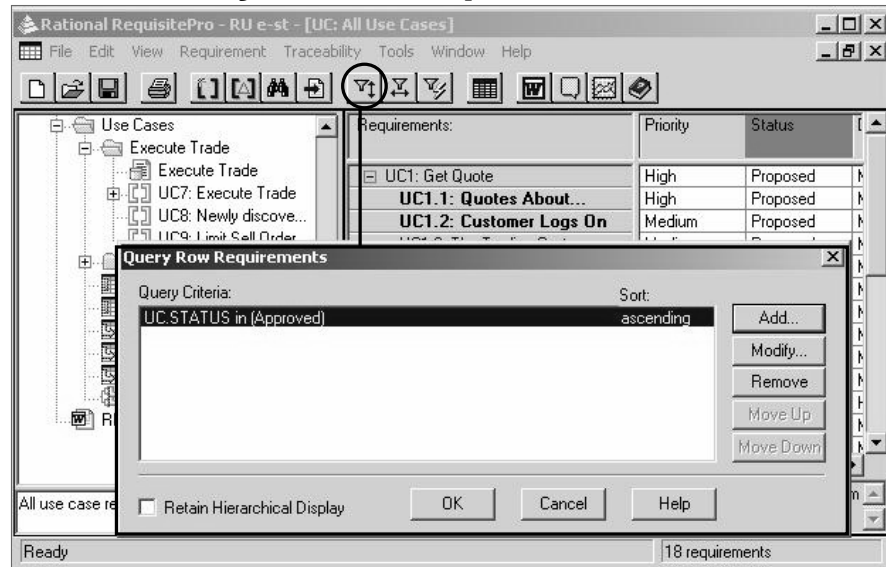 Rational RequisitePro - RU e-st - [UC: All Use Cases]
File Edit View Requirement Traceability Tools Window Help
Use Cases
Execute Trade
Execute Trade
UC7: Execute Trade
UC8: Newly discove...
UC9: Limit Sell Order
Requirements: Priority Status
UC1: Get Quote High Proposed
UC1.1: Quotes About... High Proposed
UC1.2: Customer Logs On Medium Proposed
Query Row Requirements
Query Criteria: Sort:
UC.STATUS in (Approved) ascending
Add...
Modify...
Remove
Move Up
Move Down
Retain Hierarchical Display OK Cancel Help
All use case re
Ready 18 requirements